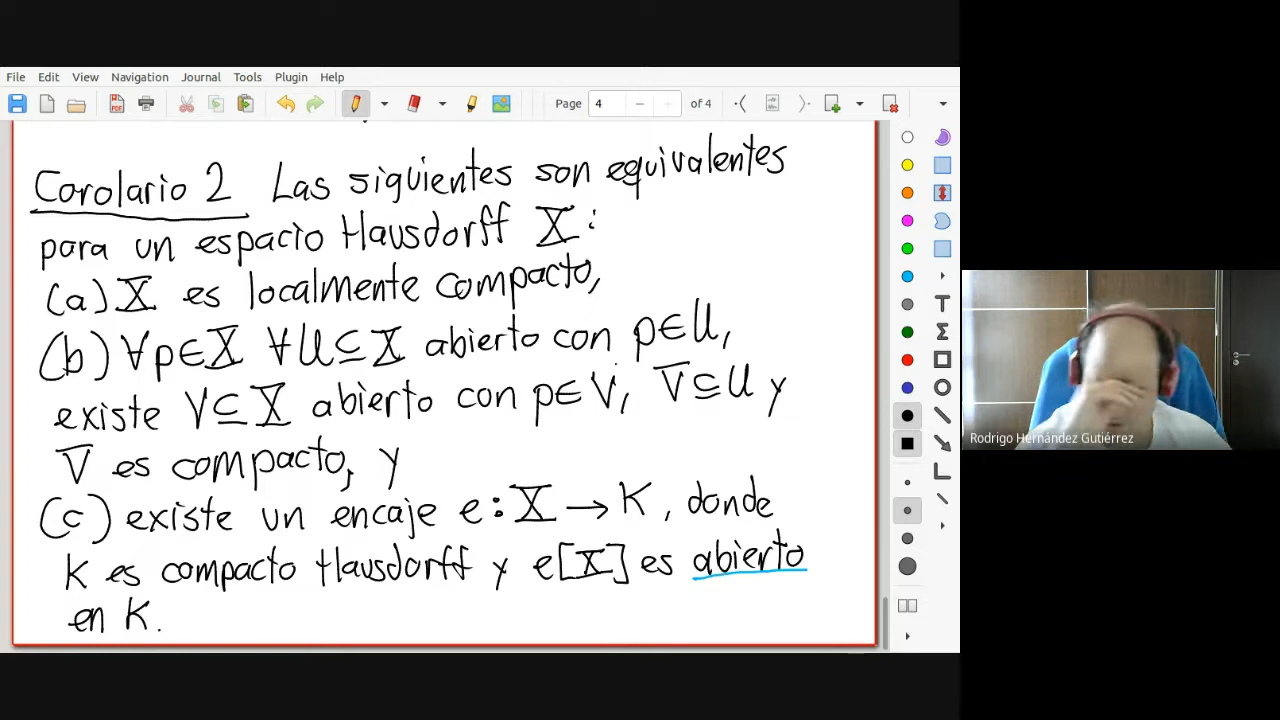 File Edit View Navigation Journal Tools Plugin Help
Page 4 of 4
Corolario 2 Las siguientes son equivalentes
para un espacio Hausdorff X:
(a) X es localmente compacto,
(b) ∀p∈X ∀U⊆X abierto con p∈U,
existe V⊆X abierto con p∈V, V̅⊆U y
V̅ es compacto, y
(c) existe un encaje e:X→K, donde
K es compacto Hausdorff y e[X] es abierto
en K.
Rodrigo Hernández Gutiérrez